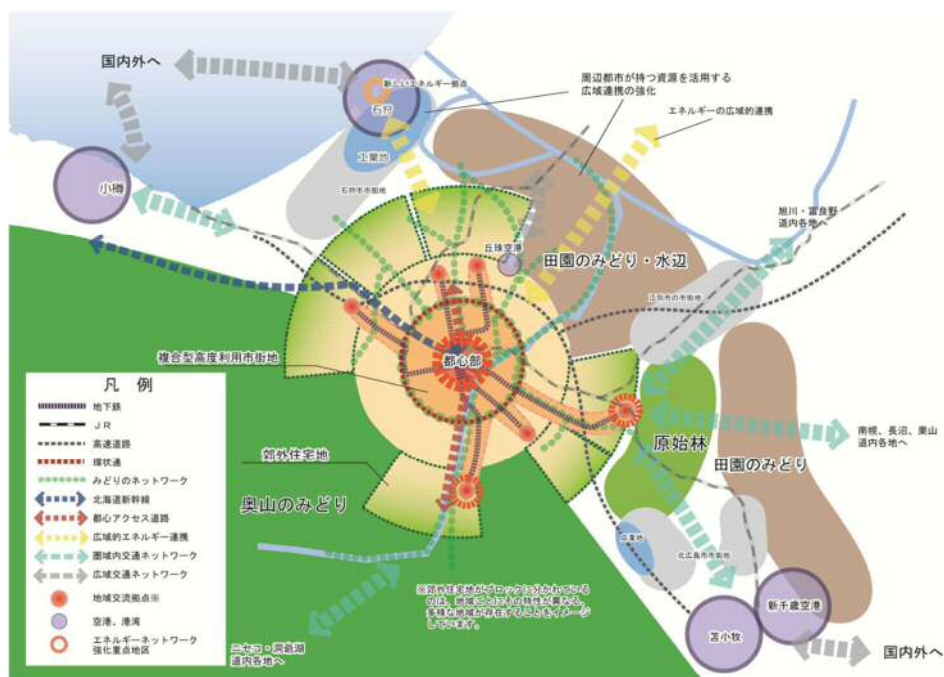 国内外へ
新しいエネルギー拠点
石狩
工業地
石狩市市街地
小樽
周辺都市が持つ資源を活用する
広域連携の強化
エネルギーの広域的連携
旭川・富良野
道内各地へ
丘珠空港
田園のみどり・水辺
江別市の市街地
都心部
複合型高度利用市街地
郊外住宅地
奥山のみどり
原始林
南幌、長沼、栗山
道内各地へ
田園のみどり
工業地
北広島市市街地
新千歳空港
苫小牧
国内外へ
ニセコ・洞爺湖
道内各地へ
※郊外住宅地がブロックに分かれている
のは、地域ごとにその特性が異なる、
多様な地域が存在することをイメージ
しています。
凡 例
地下鉄
JR
高速道路
環状通
みどりのネットワーク
北海道新幹線
都心アクセス道路
広域的エネルギー連携
圏域内交通ネットワーク
広域交通ネットワーク
地域交流拠点※
空港、港湾
エネルギーネットワーク
強化重点地区